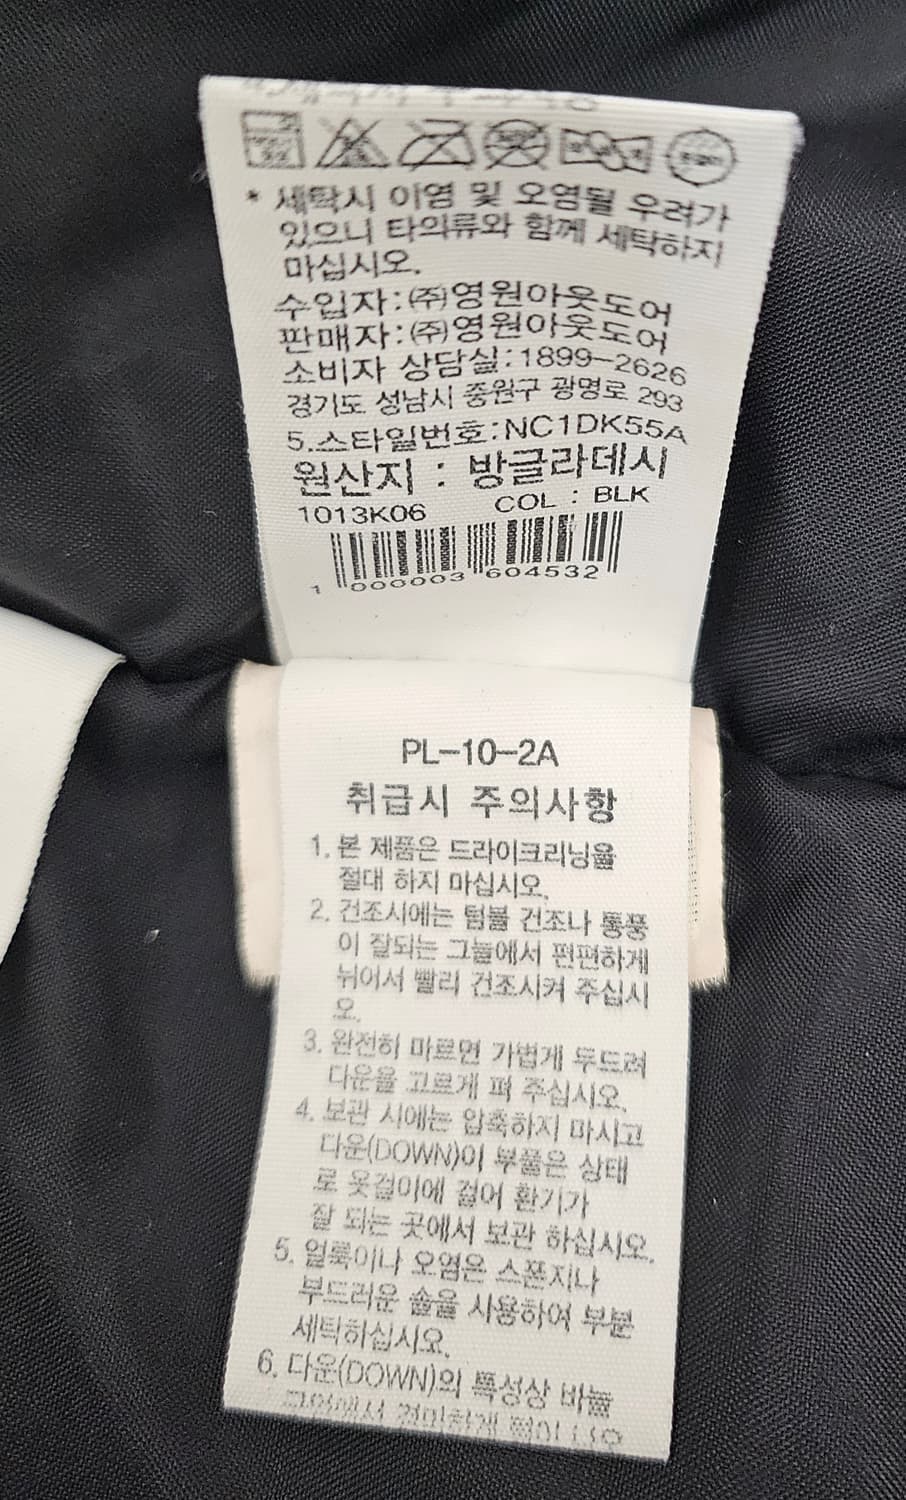 * 세탁시 이염 및 오염될 우려가
있으니 타의류와 함께 세탁하지
마십시오.
수입자:㈜영원아웃도어
판매자:㈜영원아웃도어
소비자 상담실:1899-2626
경기도 성남시 중원구 광명로 293
5.스타일번호:NC1DK55A
원산지 : 방글라데시
1013K06 COL : BLK
1 000003 604532
PL-10-2A
취급시 주의사항
1. 본 제품은 드라이크리닝을
절대 하지 마십시오.
2. 건조시에는 텀블 건조나 통풍
이 잘되는 그늘에서 편편하게
뉘어서 빨리 건조시켜 주십시
오.
3. 완전히 마르면 가볍게 두드려
다운을 고르게 펴 주십시오.
4. 보관 시에는 압축하지 마시고
다운(DOWN)이 부풀은 상태
로 옷걸이에 걸어 환기가
잘 되는 곳에서 보관 하십시오.
5. 얼룩이나 오염은 스폰지나
부드러운 솔을 사용하여 부분
세탁하십시오.
6. 다운(DOWN)의 특성상 바늘